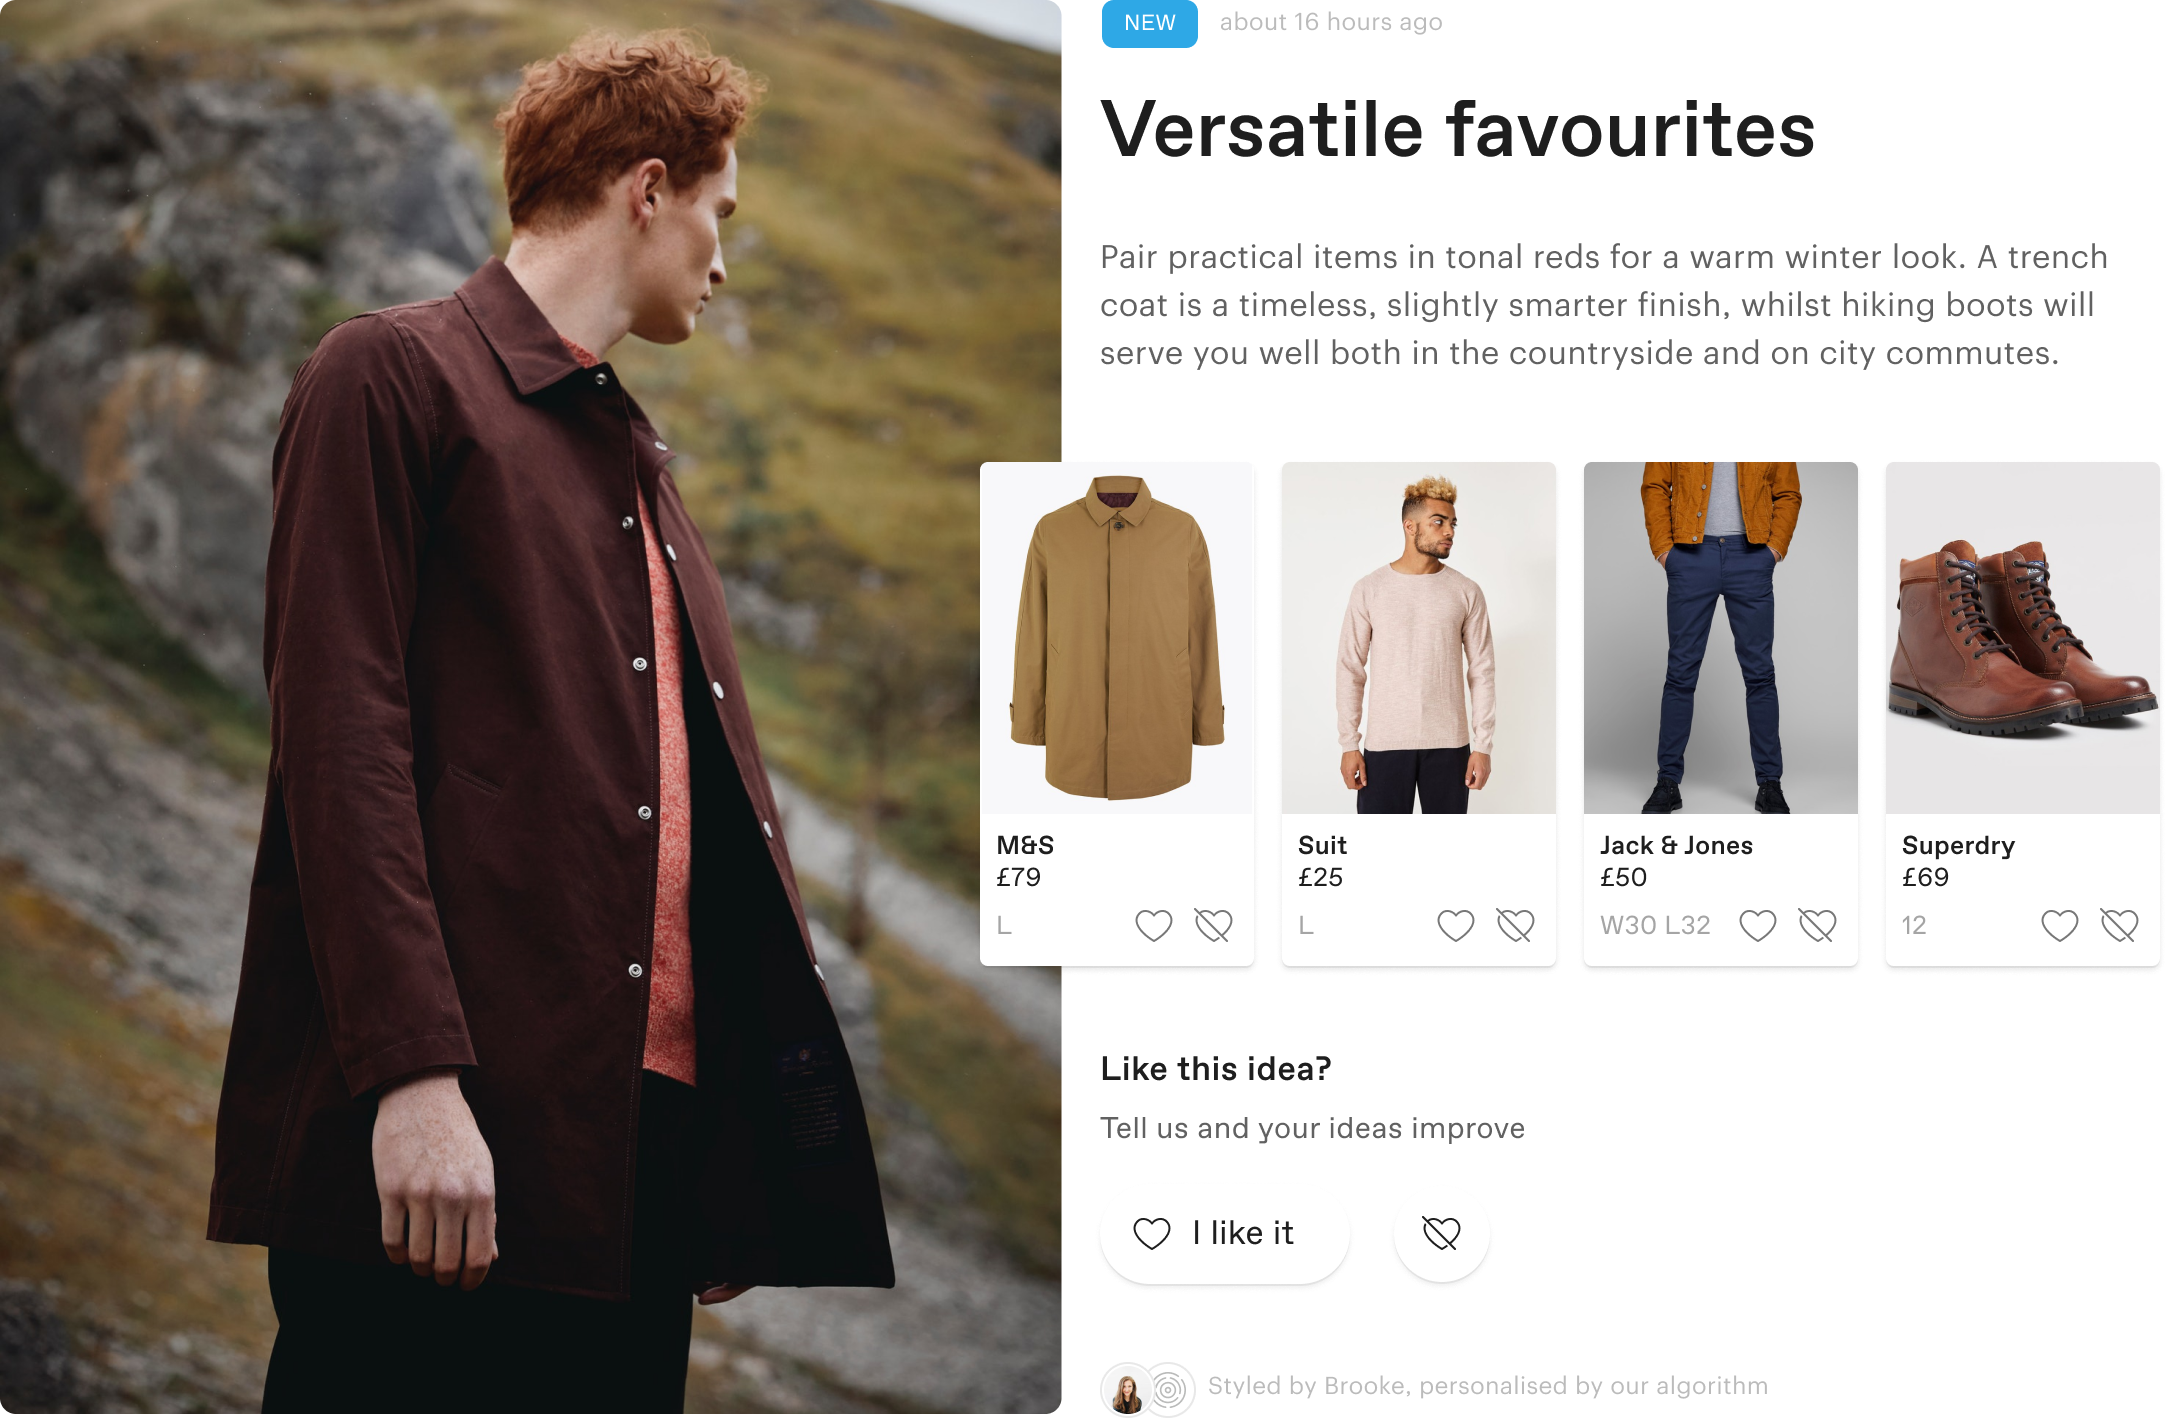 NEW about 16 hours ago
Versatile favourites
Pair practical items in tonal reds for a warm winter look. A trench
coat is a timeless, slightly smarter finish, whilst hiking boots will
serve you well both in the countryside and on city commutes.
M&S
£79
L
Suit
£25
L
Jack & Jones
£50
W30 L32
Superdry
£69
12
Like this idea?
Tell us and your ideas improve
I like it
Styled by Brooke, personalised by our algorithm